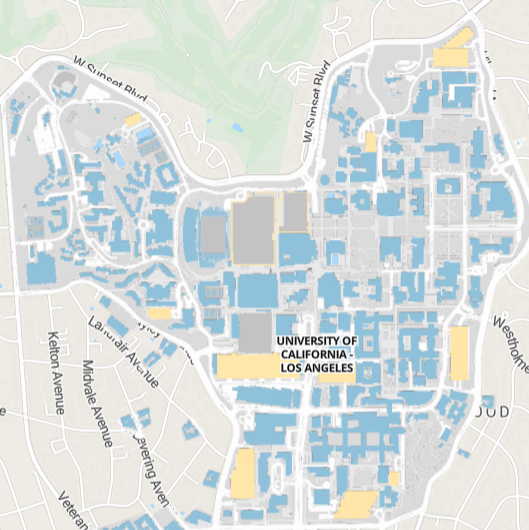 W Sunset Blvd
W Sunset Blvd
UNIVERSITY OF
CALIFORNIA -
LOS ANGELES
Landfair Avenue
Kelton Avenue
Midvale Avenue
evering Aven
Veteran
Westholme
OOD